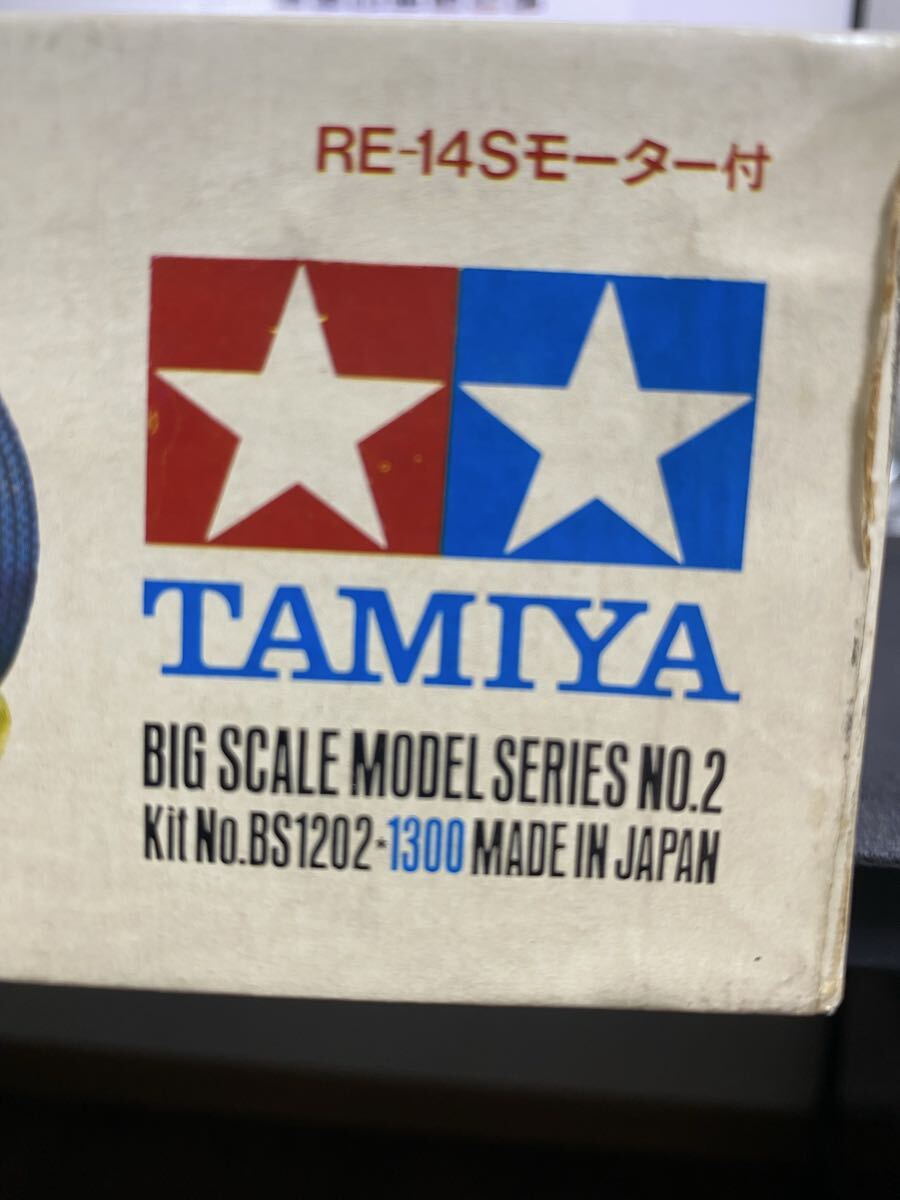 RE-14Sモーター付
TAMIYA
BIG SCALE MODEL SERIES NO.2
Kit No.BS1202•1300 MADE IN JAPAN